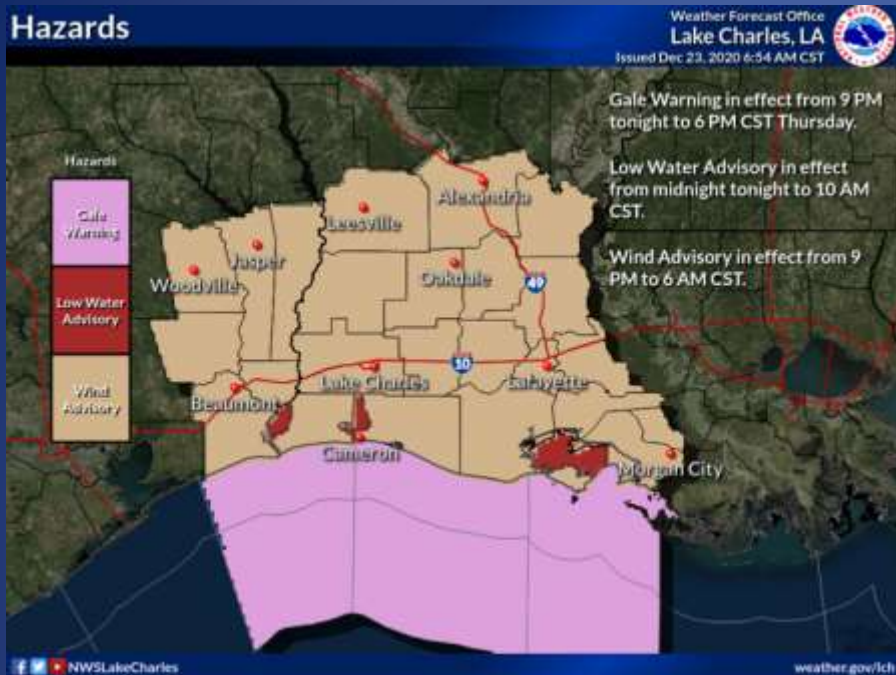 Hazards
Weather Forecast Office
Lake Charles, LA
Issued Dec 23, 2020 6:54 AM CST
Gale Warning in effect from 9 PM
tonight to 6 PM CST Thursday.
Low Water Advisory in effect
from midnight tonight to 10 AM
CST.
Wind Advisory in effect from 9
PM to 6 AM CST.
Hazards
Gale
Warning
Low Water
Advisory
Wind
Advisory
Alexandria
Leesville
Jasper
Woodville
Oakdale
49
10
Lake Charles
Lafayette
Beaumont
Cameron
Morgan City
NWSLakeCharles
weather.gov/lch